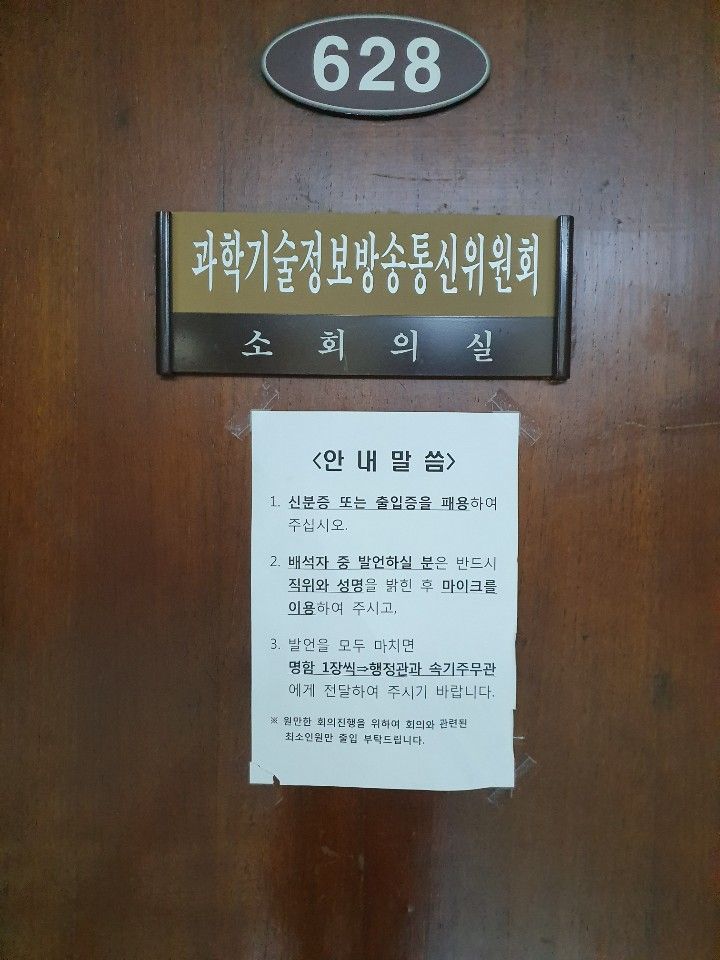 628
과학기술정보방송통신위원회
소 회 의 실
<안 내 말 씀>
1. 신분증 또는 출입증을 패용하여
주십시오.
2. 배석자 중 발언하실 분은 반드시
직위와 성명을 밝힌 후 마이크를
이용하여 주시고,
3. 발언을 모두 마치면
명함 1장씩⇒행정관과 속기주무관
에게 전달하여 주시기 바랍니다.
※ 원만한 회의진행을 위하여 회의와 관련된
최소인원만 출입 부탁드립니다.